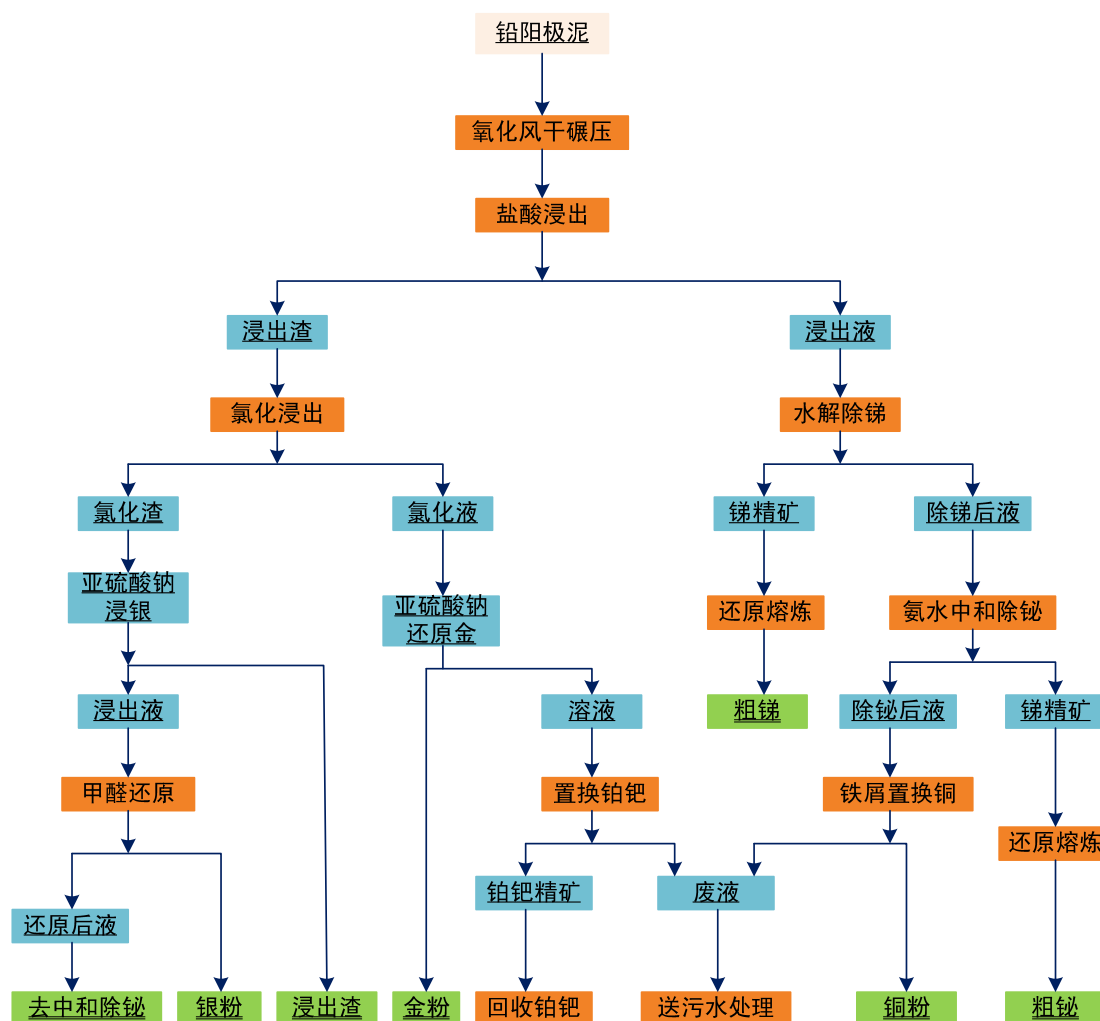 铅阳极泥
氧化风干碾压
盐酸浸出
浸出渣
浸出液
氯化浸出
水解除锑
氯化渣
氯化液
锑精矿
除锑后液
亚硫酸钠
浸银
亚硫酸钠
还原金
还原熔炼
氨水中和除铋
浸出液
溶液
粗锑
除铋后液
锑精矿
甲醛还原
置换铂钯
铁屑置换铜
还原熔炼
铂钯精矿
废液
还原后液
去中和除铋
银粉
浸出渣
金粉
回收铂钯
送污水处理
铜粉
粗铋